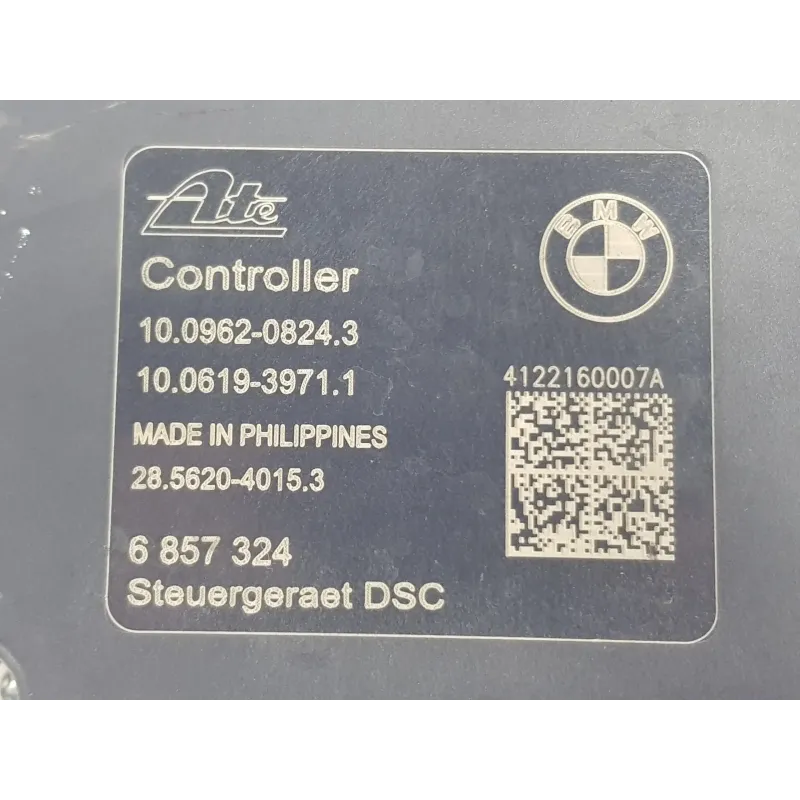 Ate
BMW
Controller
10.0962-0824.3
10.0619-3971.1
4122160007A
MADE IN PHILIPPINES
28.5620-4015.3
6 857 324
Steuergeraet DSC